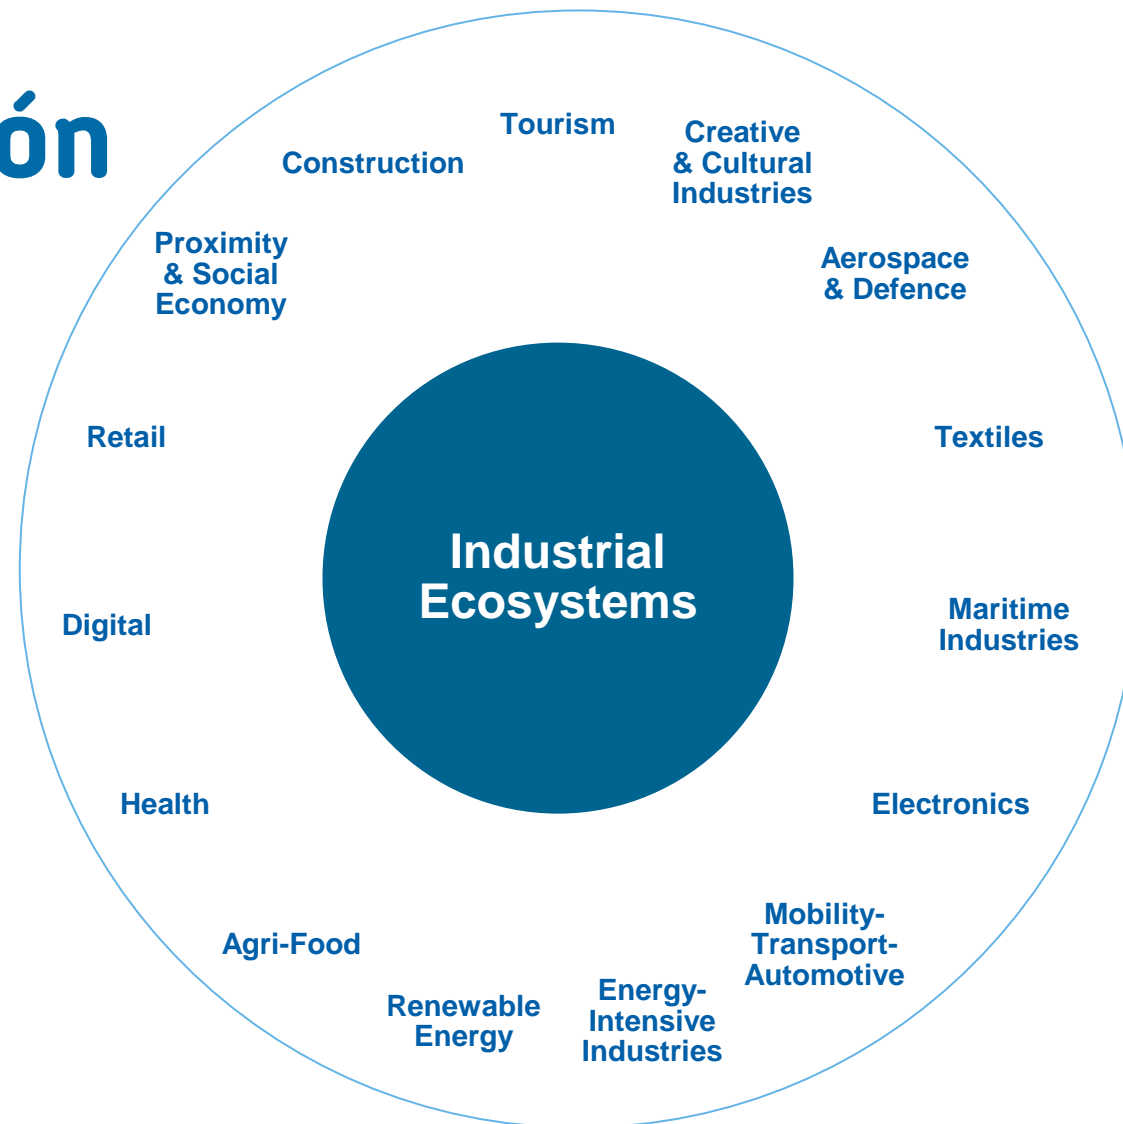 ón
Tourism
Creative
& Cultural
Industries
Construction
Proximity
& Social
Economy
Aerospace
& Defence
Retail
Textiles
Industrial
Ecosystems
Digital
Maritime
Industries
Health
Electronics
Agri-Food
Mobility-
Transport-
Automotive
Renewable
Energy
Energy-
Intensive
Industries